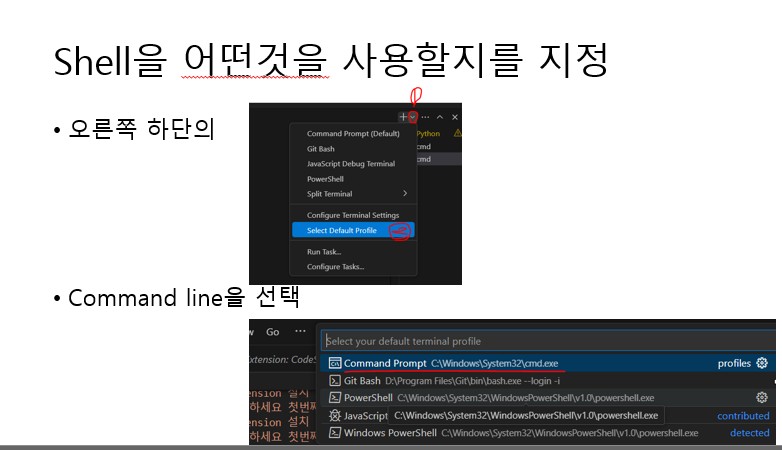 Shell을 어떤것을 사용할지를 지정
• 오른쪽 하단의
Command Prompt (Default)
Git Bash
JavaScript Debug Terminal
PowerShell
Split Terminal
Configure Terminal Settings
Select Default Profile
Run Task...
Configure Tasks...
Python
cmd
cmd
• Command line을 선택
w Go ...
Select your default terminal profile
Extension: Code
Command Prompt C:\Windows\System32\cmd.exe profiles
Git Bash D:\Program Files\Git\bin\bash.exe --login -i
PowerShell C:\Windows\System32\WindowsPowerShell\v1.0\powershell.exe
JavaScript C:\Windows\System32\WindowsPowerShell\v1.0\powershell.exe contributed
Windows PowerShell C:\Windows\System32\WindowsPowerShell\v1.0\powershell.exe detected
ension 설치
하세요 첫번째
ension 설치
하세요 첫번째